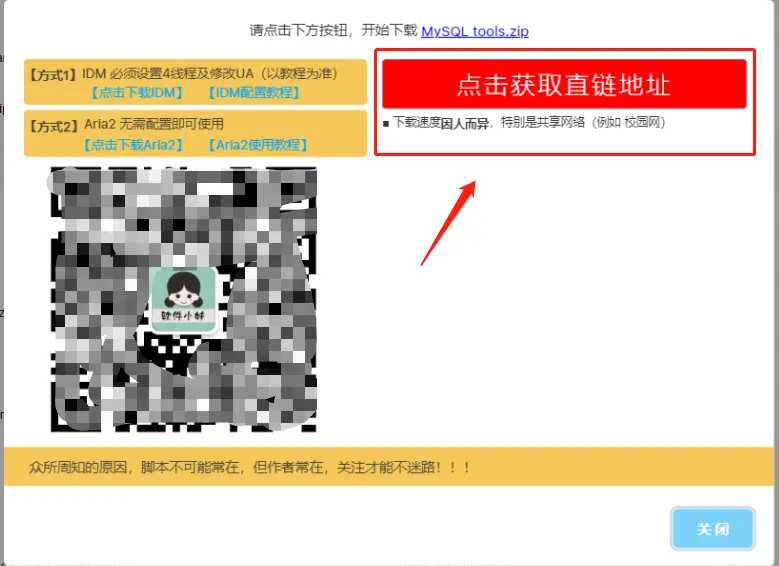 请点击下方按钮，开始下载 MySQL tools.zip
【方式1】IDM 必须设置4线程及修改UA（以教程为准）
【点击下载IDM】 【IDM配置教程】
【方式2】Aria2 无需配置即可使用
【点击下载Aria2】 【Aria2使用教程】
点击获取直链地址
■ 下载速度因人而异，特别是共享网络（例如 校园网）
软件小妹
众所周知的原因，脚本不可能常在，但作者常在，关注才能不迷路！！！
关闭